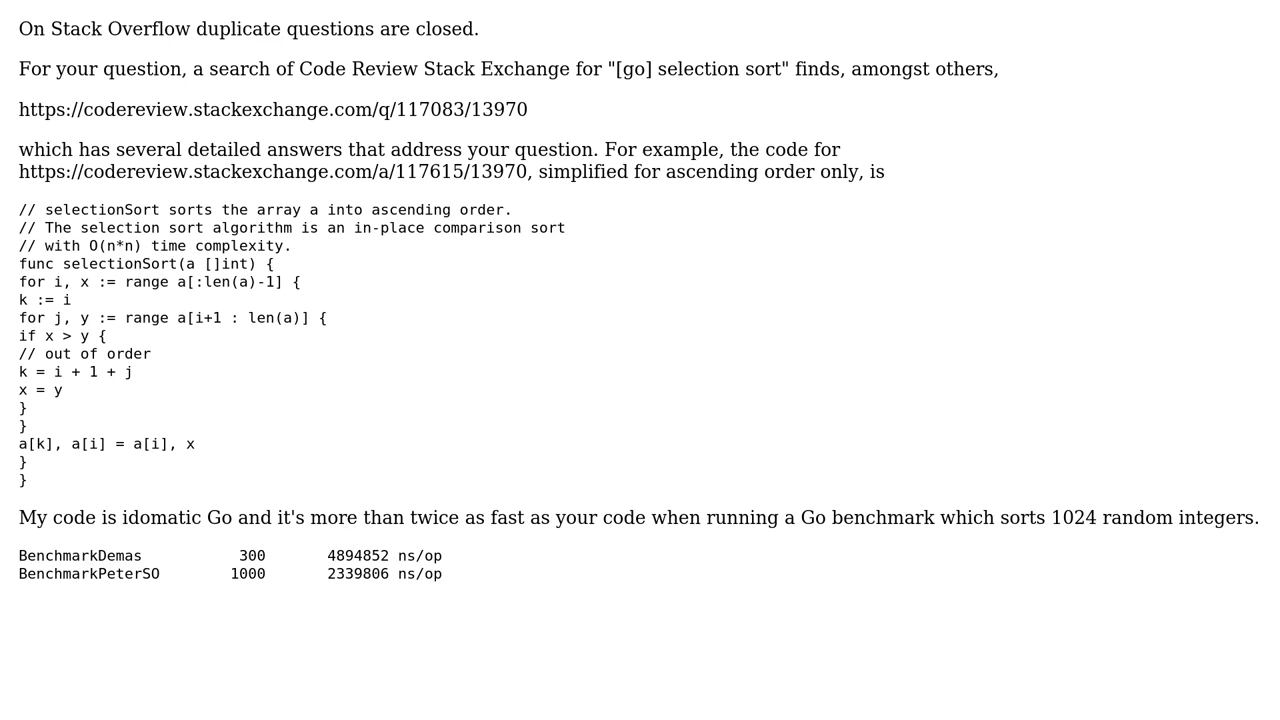 On Stack Overflow duplicate questions are closed.
For your question, a search of Code Review Stack Exchange for "[go] selection sort" finds, amongst others,
https://codereview.stackexchange.com/q/117083/13970
which has several detailed answers that address your question. For example, the code for
https://codereview.stackexchange.com/a/117615/13970, simplified for ascending order only, is
// selectionSort sorts the array a into ascending order.
// The selection sort algorithm is an in-place comparison sort
// with O(n*n) time complexity.
func selectionSort(a []int) {
for i, x := range a[:len(a)-1] {
k := i
for j, y := range a[i+1 : len(a)] {
if x > y {
// out of order
k = i + 1 + j
x = y
}
}
a[k], a[i] = a[i], x
}
}
My code is idomatic Go and it's more than twice as fast as your code when running a Go benchmark which sorts 1024 random integers.
BenchmarkDemas           300       4894852 ns/op
BenchmarkPeterSO        1000       2339806 ns/op